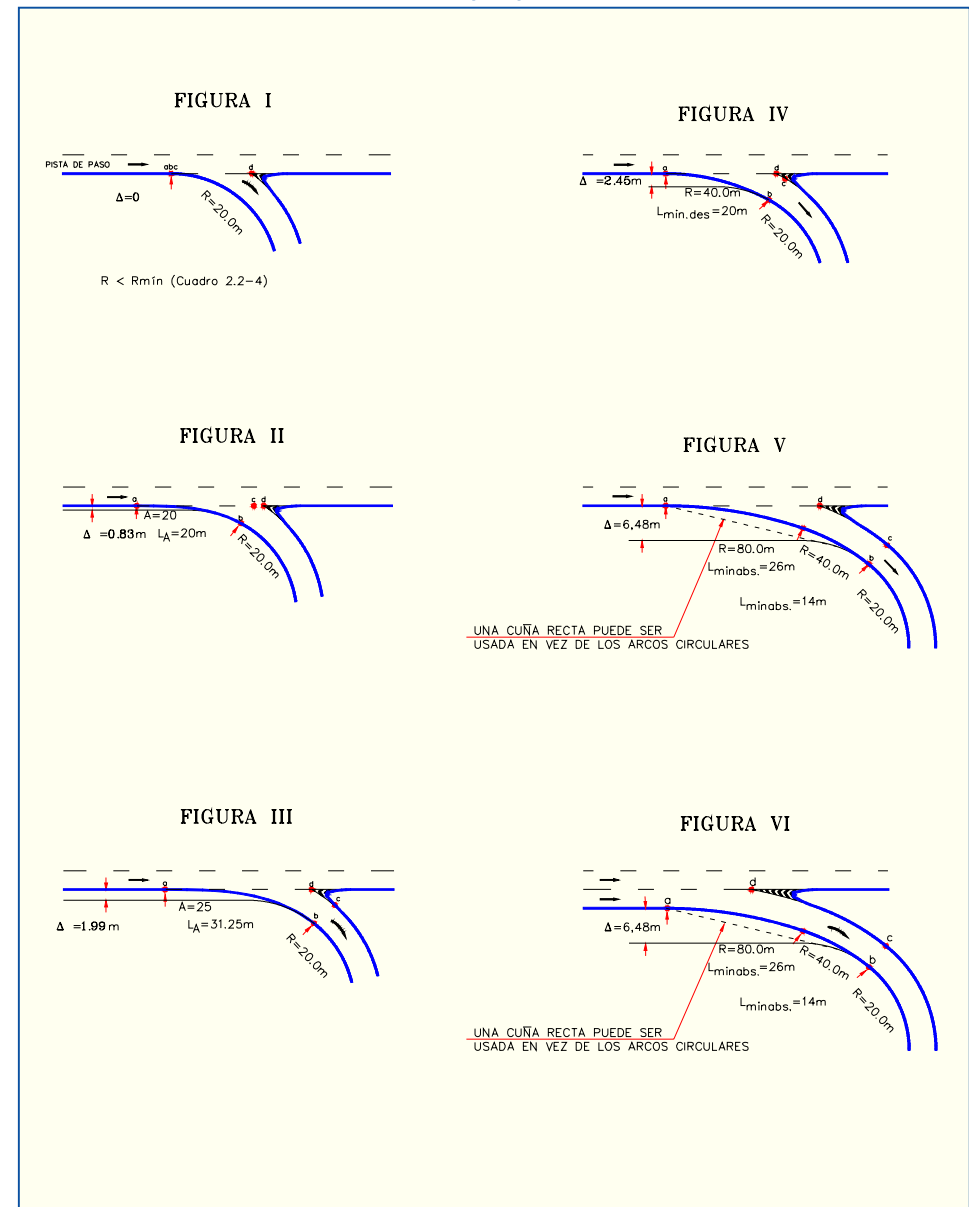 FIGURA I
PISTA DE PASO
abc
d
Δ=0
R=20.0m
R < Rmín (Cuadro 2.2-4)
FIGURA IV
a
d
c
b
Δ =2.45m
R=40.0m
Lmin.des=20m
R=20.0m
FIGURA II
a
c
d
b
A=20
Δ =0.83m LA=20m
R=20.0m
FIGURA V
a
d
c
b
Δ=6,48m
R=80.0m
R=40.0m
Lminabs.=26m
R=20.0m
Lminabs.=14m
UNA CUÑA RECTA PUEDE SER
USADA EN VEZ DE LOS ARCOS CIRCULARES
FIGURA III
a
d
c
b
A=25
Δ =1.99 m LA=31.25m
R=20.0m
FIGURA VI
d
a
c
b
Δ=6,48m
R=80.0m
R=40.0m
Lminabs.=26m
R=20.0m
Lminabs.=14m
UNA CUÑA RECTA PUEDE SER
USADA EN VEZ DE LOS ARCOS CIRCULARES